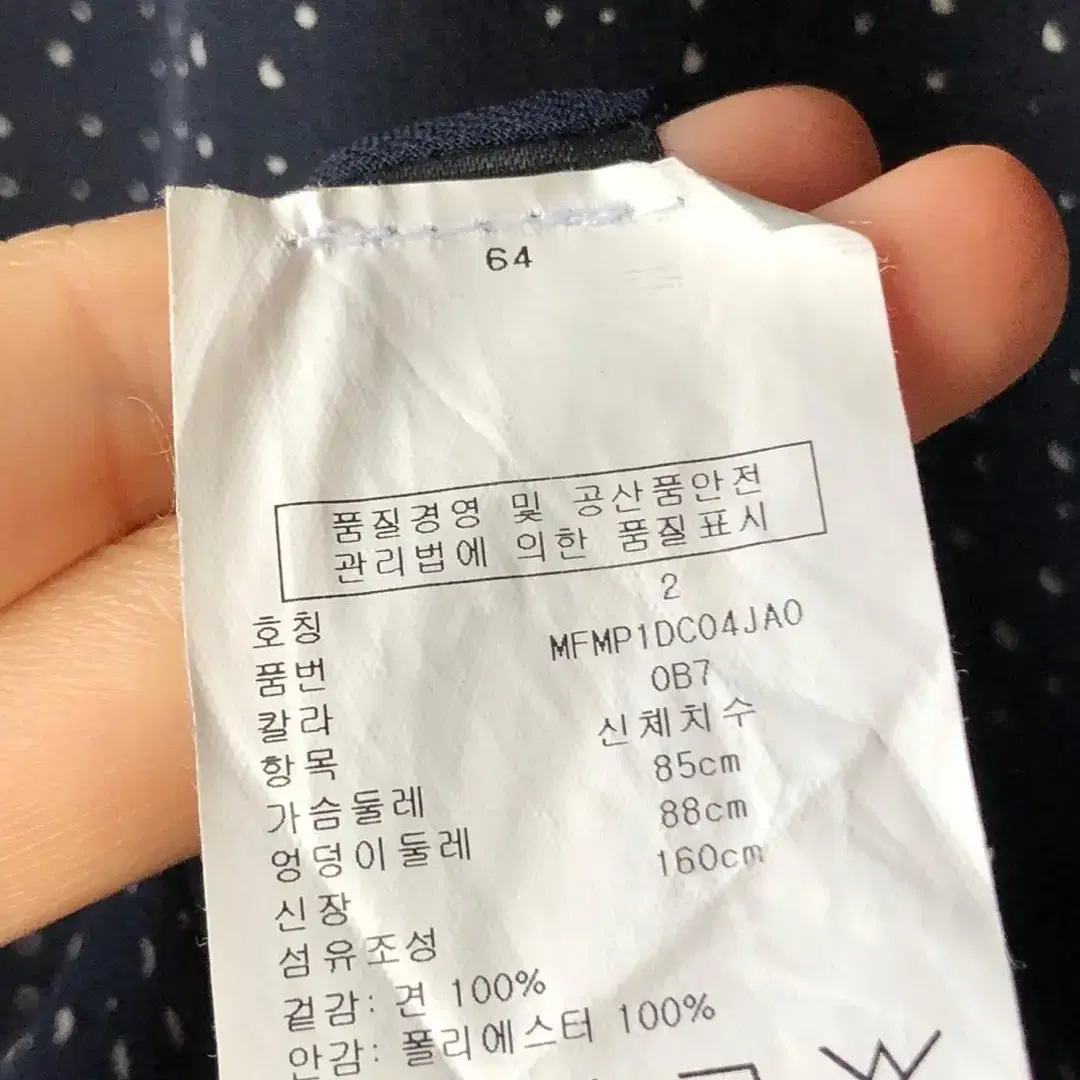 64
품질경영 및 공산품안전
관리법에 의한 품질표시
호칭 2
품번 MFMP1DC04JA0
칼라 0B7
항목 신체치수
가슴둘레 85cm
엉덩이둘레 88cm
신장 160cm
섬유조성
겉감: 견 100%
안감: 폴리에스터 100%